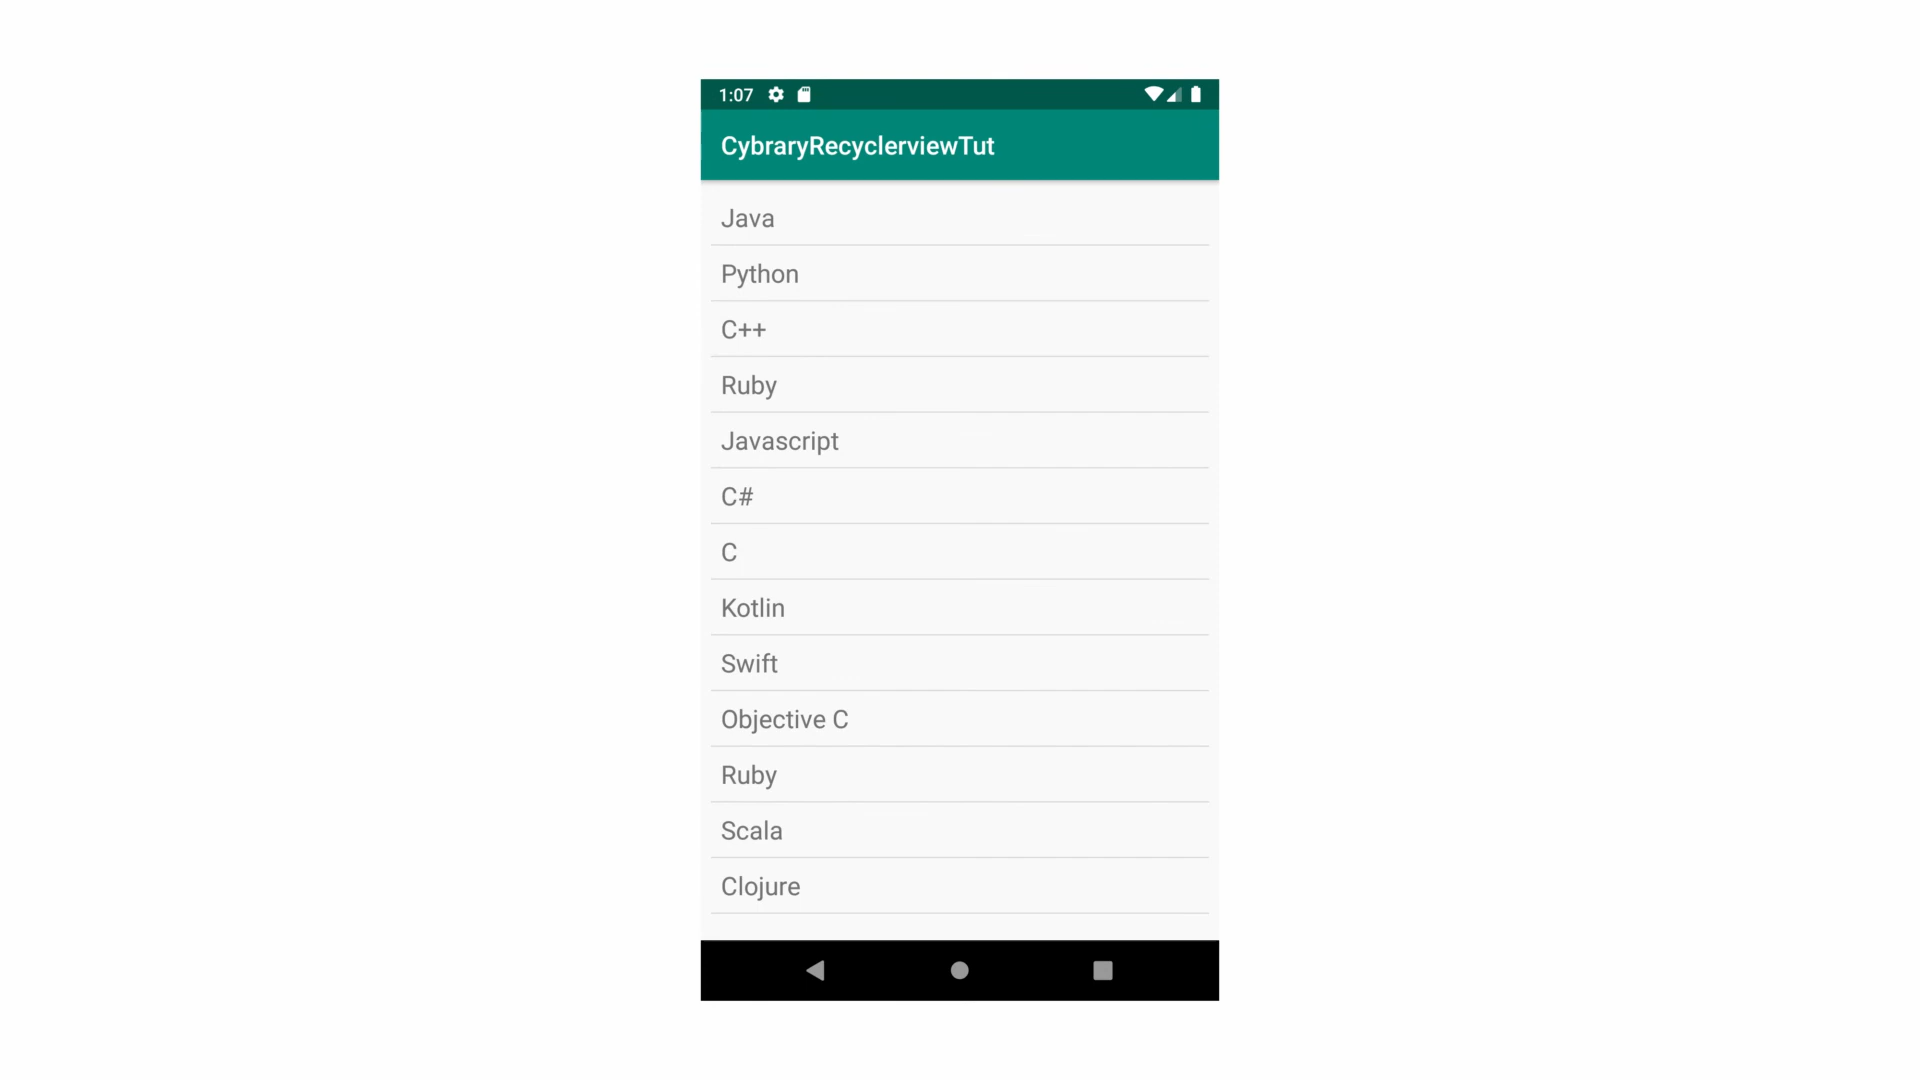 1:07
CybraryRecyclerviewTut
Java
Python
C++
Ruby
Javascript
C#
C
Kotlin
Swift
Objective C
Ruby
Scala
Clojure